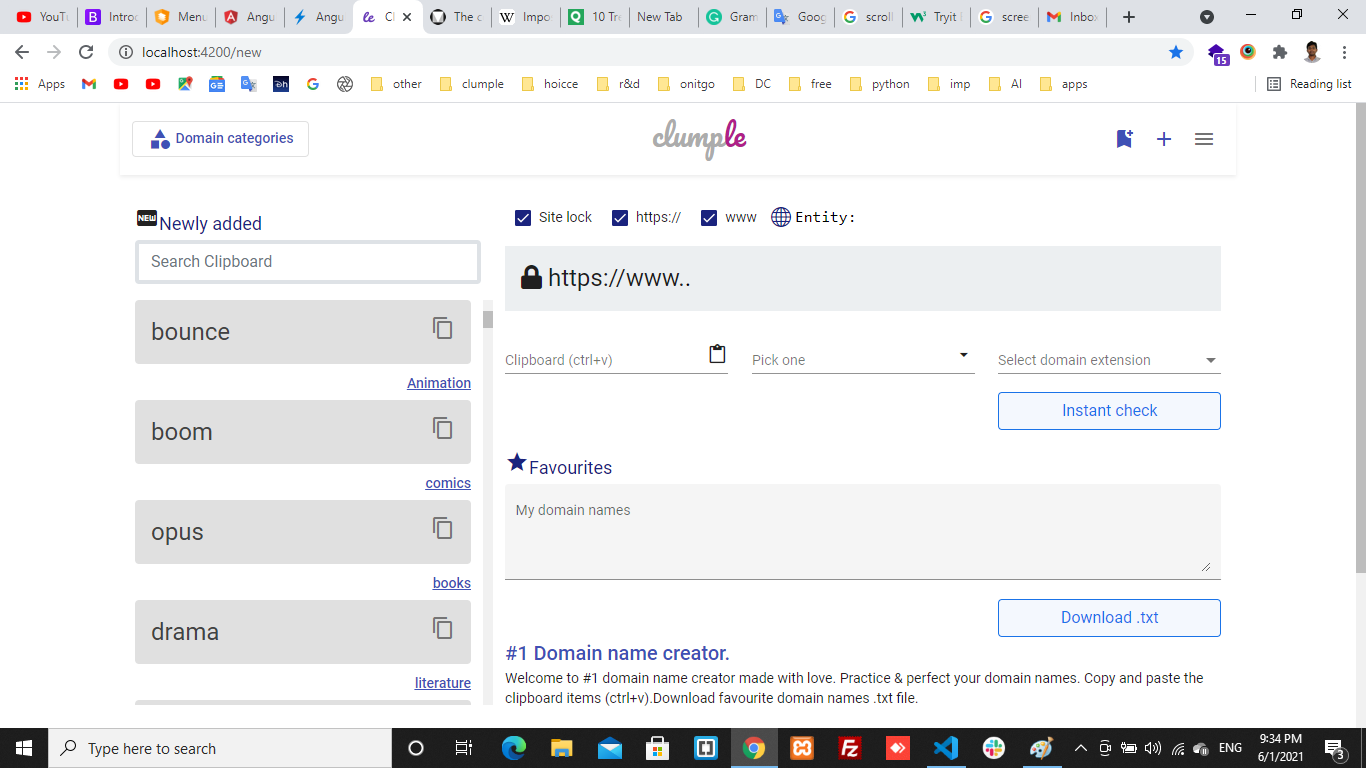 YouTu Introd Menu Angu Angu Cl The c Impo 10 Tre New Tab Gram Goog scroll Tryit scree Inbox
localhost:4200/new
15
Apps other clumple hoicce r&d onitgo DC free python imp AI apps Reading list
Domain categories
clumple
NEW Newly added
Site lock https:// www Entity:
Search Clipboard
https://www..
bounce
Clipboard (ctrl+v) Pick one Select domain extension
Animation
Instant check
boom
Favourites
comics
My domain names
opus
books
drama
Download .txt
#1 Domain name creator.
literature
Welcome to #1 domain name creator made with love. Practice & perfect your domain names. Copy and paste the
clipboard items (ctrl+v).Download favourite domain names .txt file.
Type here to search
ENG
9:34 PM
6/1/2021
3